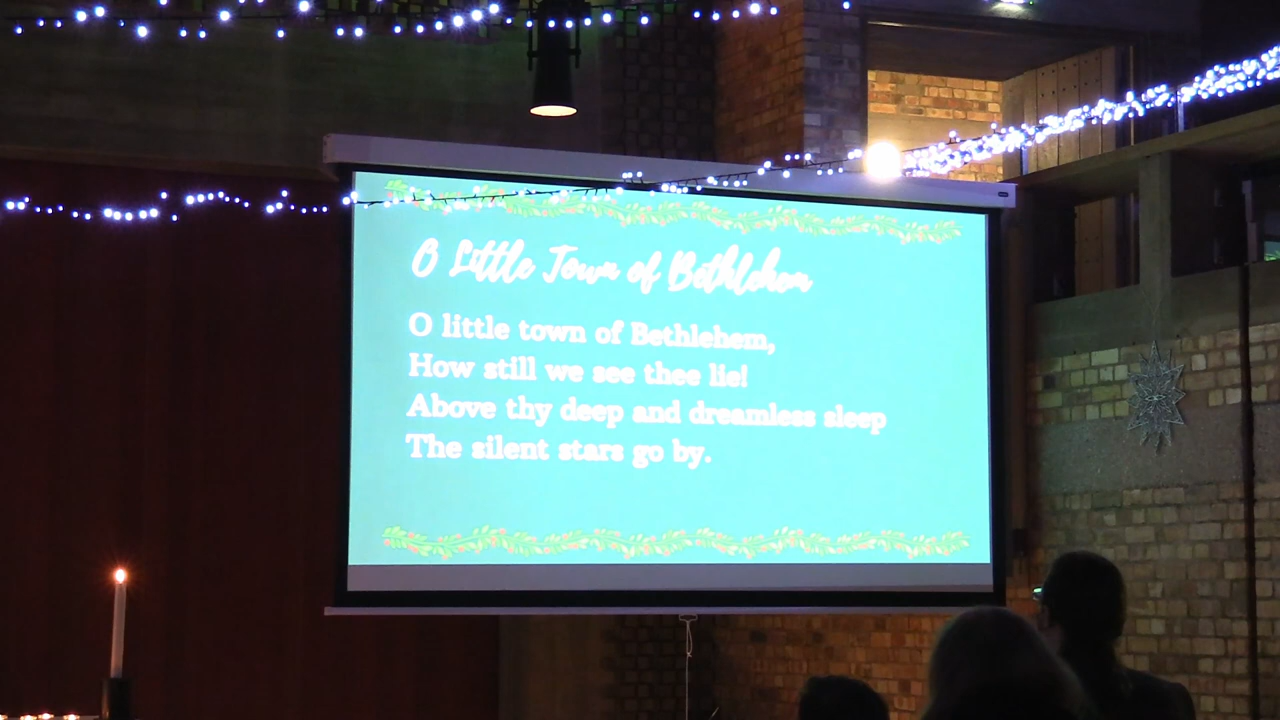 O Little Town of Bethlehem
O little town of Bethlehem,
How still we see thee lie!
Above thy deep and dreamless sleep
The silent stars go by.